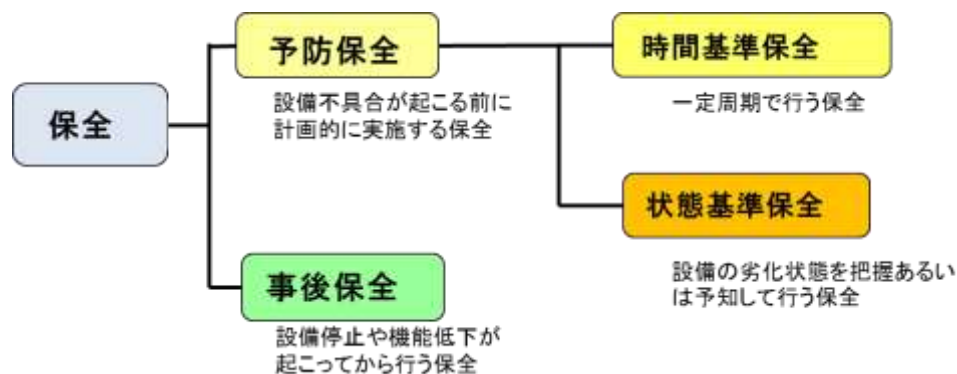 保全
予防保全
設備不具合が起こる前に
計画的に実施する保全
時間基準保全
一定周期で行う保全
状態基準保全
設備の劣化状態を把握あるい
は予知して行う保全
事後保全
設備停止や機能低下が
起こってから行う保全